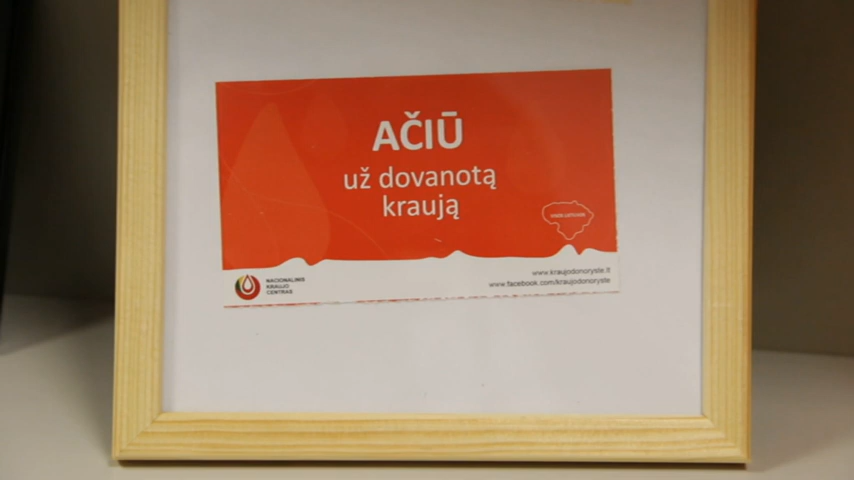 AČIŪ
už dovanotą
kraują
NACIONALINIS
KRAUJO
CENTRAS
www.kraujodonoryste.lt
www.facebook.com/kraujodonoryste